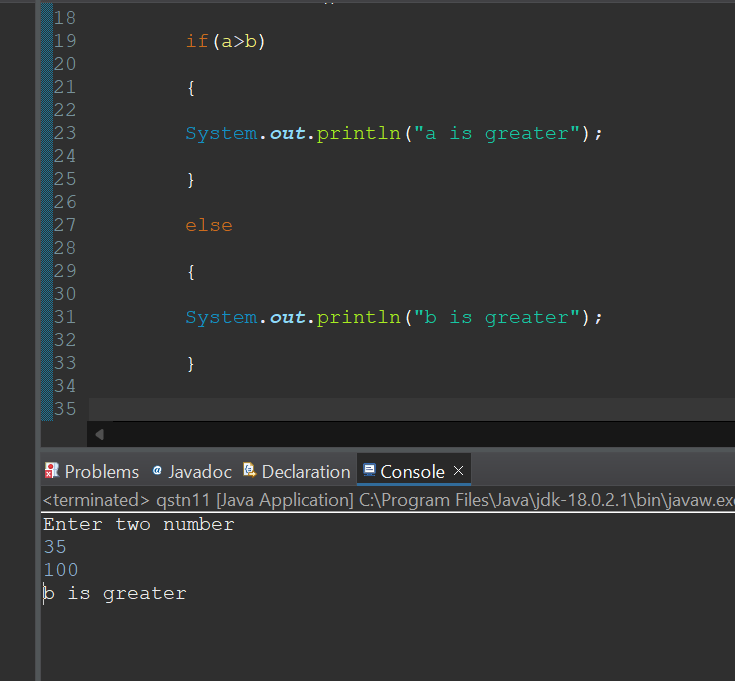 18
19 if(a>b)
20
21 {
22
23 System.out.println("a is greater");
24
25 }
26
27 else
28
29 {
30
31 System.out.println("b is greater");
32
33 }
34
35
Problems @ Javadoc Declaration Console ×
<terminated> qstn11 [Java Application] C:\Program Files\Java\jdk-18.0.2.1\bin\javaw.exe
Enter two number
35
100
b is greater